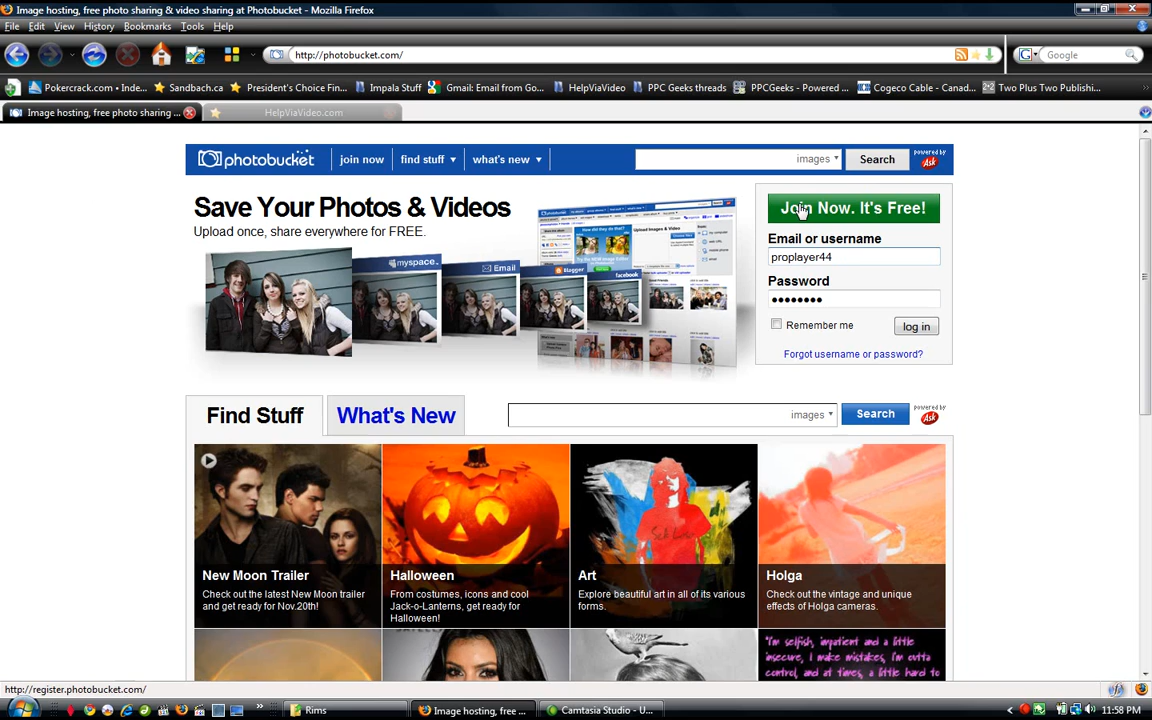 Image hosting, free photo sharing & video sharing at Photobucket - Mozilla Firefox
File Edit View History Bookmarks Tools Help
http://photobucket.com/
Google
Pokercrack.com • Inde... Sandbach.ca President's Choice Fin... Impala Stuff Gmail: Email from Go... HelpViaVideo PPC Geeks threads PPCGeeks - Powered ... Cogeco Cable - Canad... 2+2 Two Plus Two Publishi...
Image hosting, free photo sharing ... HelpViaVideo.com
photobucket join now find stuff what's new images Search powered by Ask
Save Your Photos & Videos
Upload once, share everywhere for FREE.
myspace
Email
Blogger
facebook
Join Now. It's Free!
Email or username
proplayer44
Password
••••••••
Remember me log in
Forgot username or password?
Find Stuff What's New images Search powered by Ask
New Moon Trailer
Check out the latest New Moon trailer
and get ready for Nov.20th!
Halloween
From costumes, icons and cool
Jack-o-Lanterns, get ready for
Halloween!
Art
Explore beautiful art in all of its various
forms.
Holga
Check out the vintage and unique
effects of Holga cameras.
"I'm selfish, impatient and a little
insecure, I make mistakes, I'm outta
control, and at times, a little hard to
http://register.photobucket.com/
Rims Image hosting, free ... Camtasia Studio - U... 11:58 PM